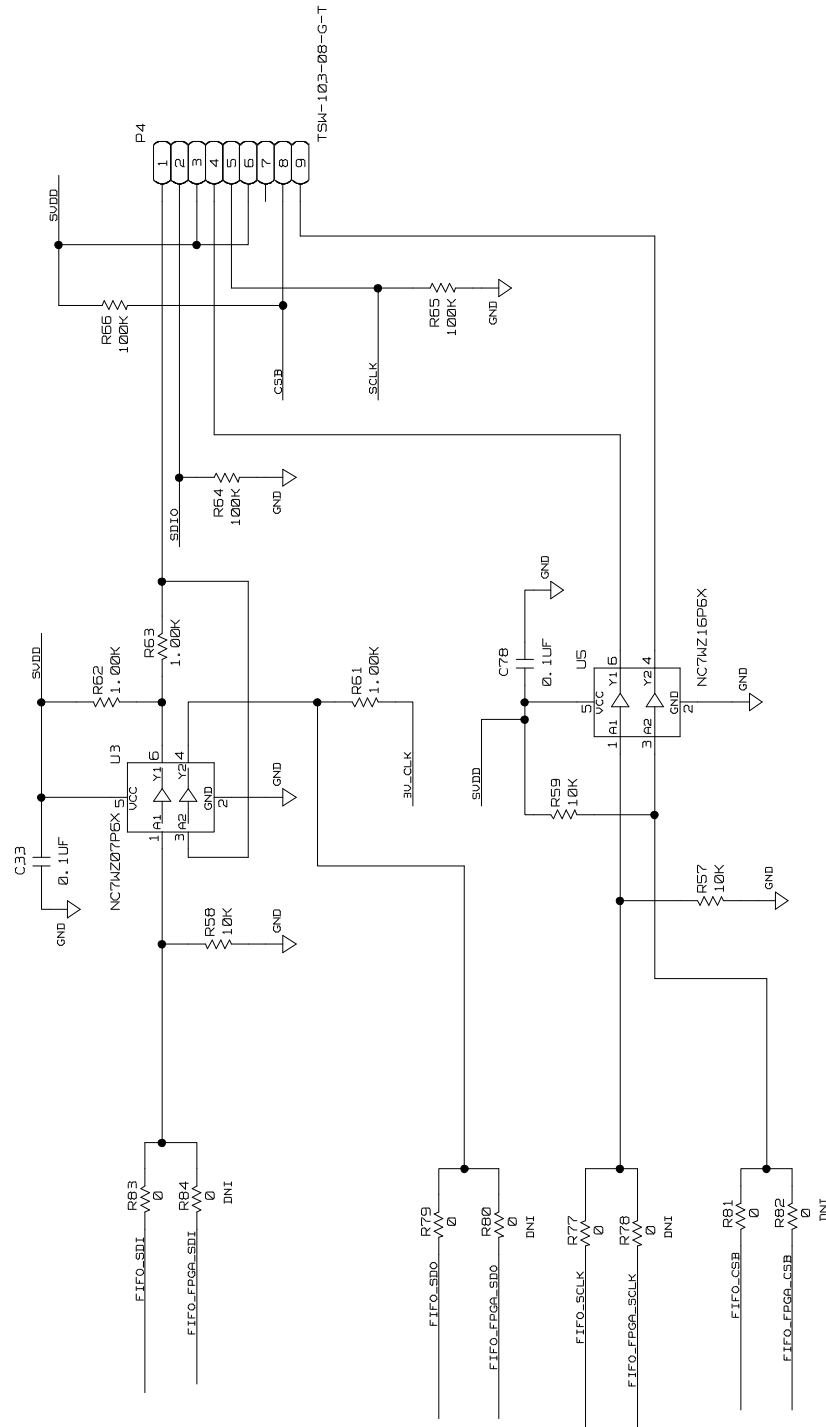 P4
TSW-103-08-G-T
1
2
3
4
5
6
7
8
9
SVDD
R66
100K
CSB
SCLK
R65
100K
GND
SDIO
R64
100K
GND
SVDD
R62
1.00K
R63
1.00K
U3
NC7WZ07P6X
5
VCC
1
A1
Y1
6
3
A2
Y2
4
GND
2
GND
C33
0.1UF
GND
R61
1.00K
3V_CLK
R58
10K
GND
SVDD
C78
0.1UF
GND
R59
10K
U5
NC7WZ16P6X
5
VCC
1
A1
Y1
6
3
A2
Y2
4
GND
2
GND
R57
10K
GND
R83
0
FIFO_SDI
R84
0
DNI
FIFO_FPGA_SDI
R79
0
FIFO_SDO
R80
0
DNI
FIFO_FPGA_SDO
R77
0
FIFO_SCLK
R78
0
DNI
FIFO_FPGA_SCLK
R81
0
FIFO_CSB
R82
0
DNI
FIFO_FPGA_CSB